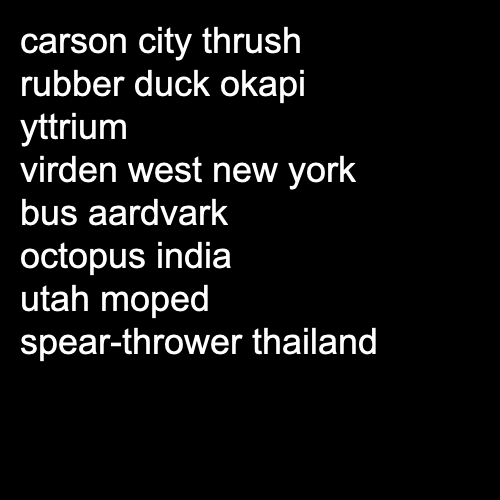 carson city thrush
rubber duck okapi
yttrium
virden west new york
bus aardvark
octopus india
utah moped
spear-thrower thailand